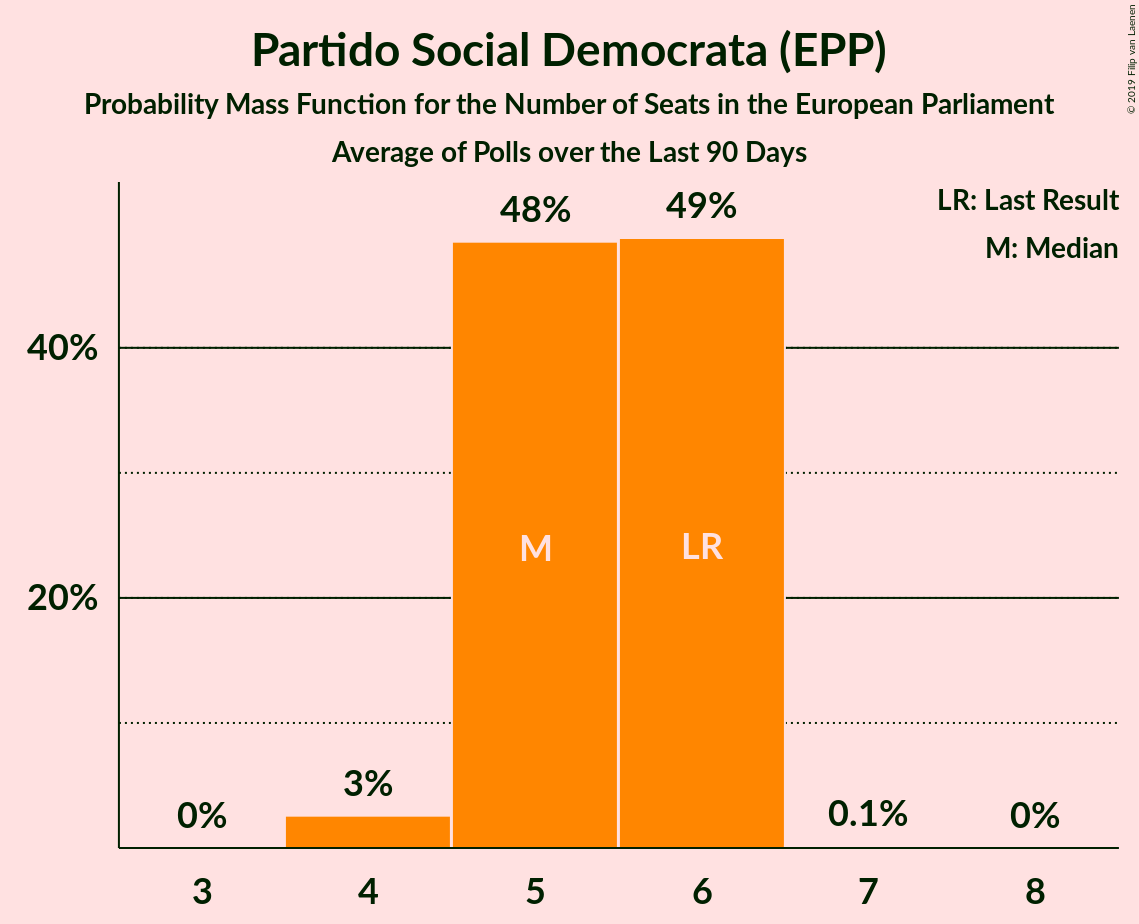 Partido Social Democrata (EPP)
Probability Mass Function for the Number of Seats in the European Parliament
Average of Polls over the Last 90 Days
© 2019 Filip van Laenen
LR: Last Result
M: Median
48%
49%
40%
M
LR
20%
3%
0%
0.1%
0%
3 4 5 6 7 8